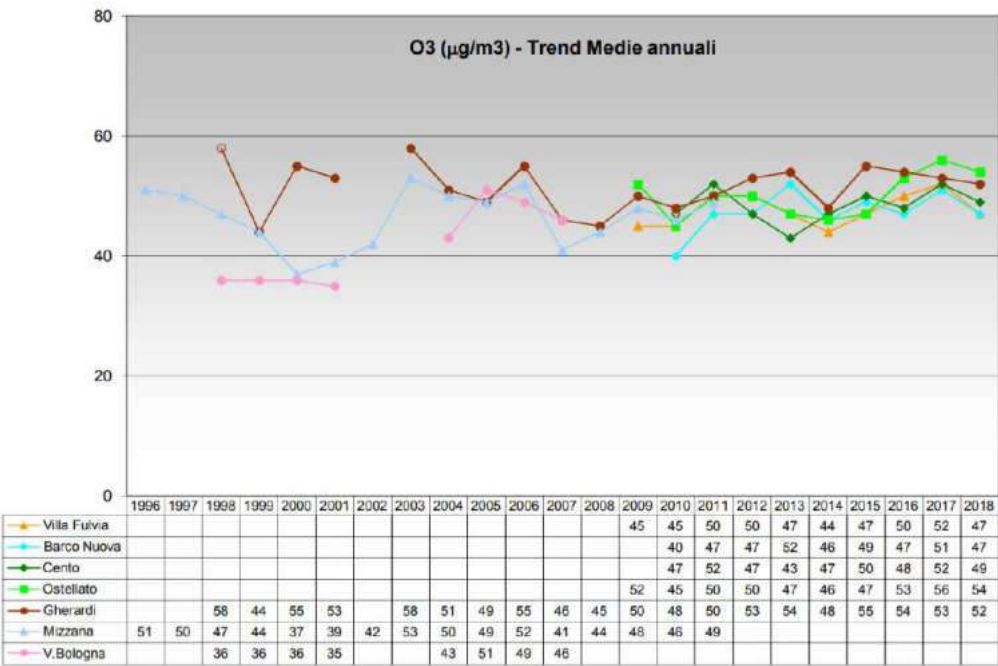 O3 (µg/m3) - Trend Medie annuali
80
60
40
20
0
1996 1997 1998 1999 2000 2001 2002 2003 2004 2005 2006 2007 2008 2009 2010 2011 2012 2013 2014 2015 2016 2017 2018
Villa Fulvia 45 45 50 50 47 44 47 50 52 47
Barco Nuova 40 47 47 52 46 49 47 51 47
Cento 47 52 47 43 47 50 48 52 49
Ostellato 52 45 50 50 47 46 47 53 56 54
Gherardi 58 44 55 53 58 51 49 55 46 45 50 48 50 53 54 48 55 54 53 52
Mizzana 51 50 47 44 37 39 42 53 50 49 52 41 44 48 46 49
V.Bologna 36 36 36 35 43 51 49 46